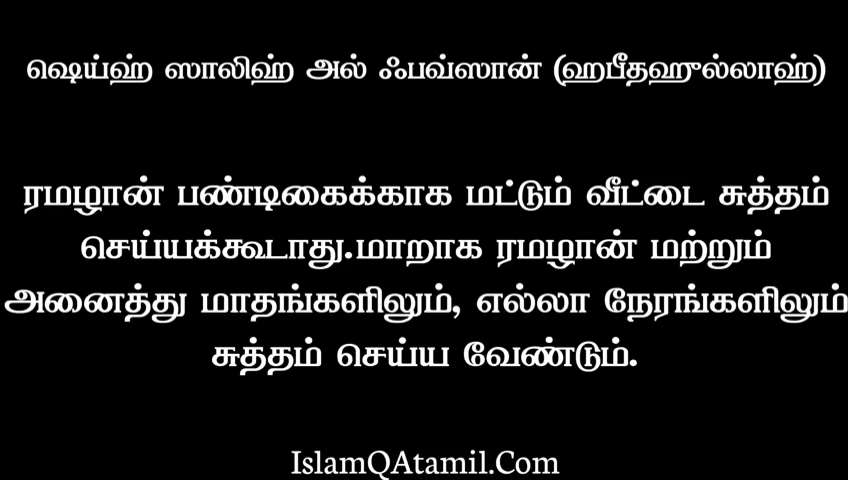 ஷெய்ஹ் ஸாலிஹ் அல் ஃபவ்ஸான் (ஹபீதஹுல்லாஹ்)
ரமழான் பண்டிகைக்காக மட்டும் வீட்டை சுத்தம்
செய்யக்கூடாது.மாறாக ரமழான் மற்றும்
அனைத்து மாதங்களிலும், எல்லா நேரங்களிலும்
சுத்தம் செய்ய வேண்டும்.
IslamQAtamil.Com